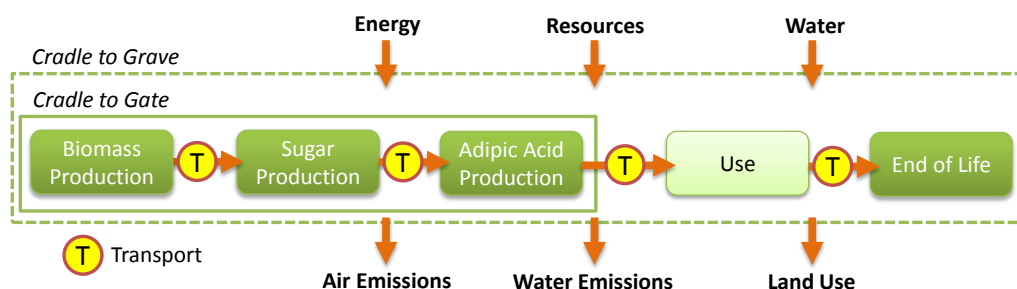 Energy
Resources
Water
Cradle to Grave
Cradle to Gate
Biomass
Production
T
Sugar
Production
T
Adipic Acid
Production
T
Use
T
End of Life
T
Transport
Air Emissions
Water Emissions
Land Use